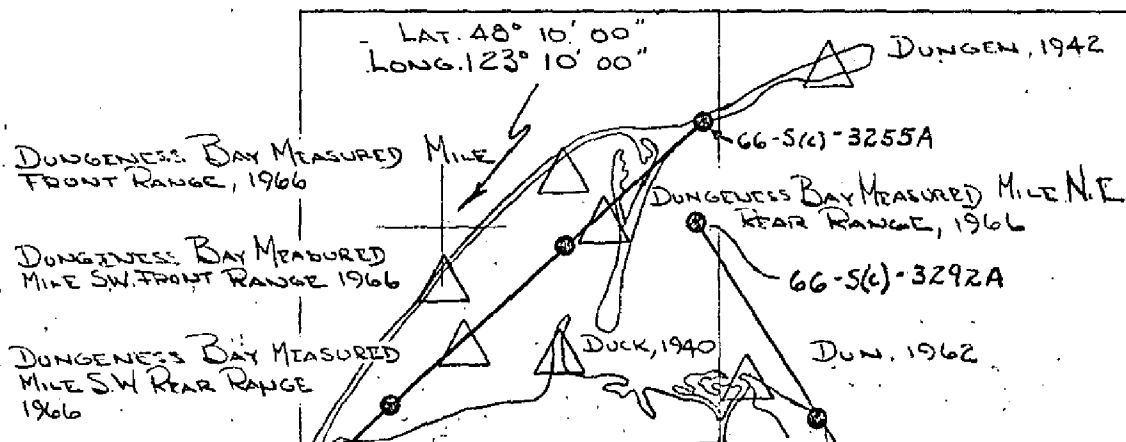 LAT. 48° 10' 00"
LONG. 123° 10' 00"
DUNGEN, 1942
66-S(c)-3255A
DUNGENESS BAY MEASURED MILE
FRONT RANGE, 1966
DUNGENESS BAY MEASURED MILE N.E.
REAR RANGE, 1966
DUNGENESS BAY MEASURED
MILE S.W. FRONT RANGE 1966
66-S(c)-3292A
DUNGENESS BAY MEASURED
MILE S.W REAR RANGE
1966
DUCK, 1940
DUN, 1962